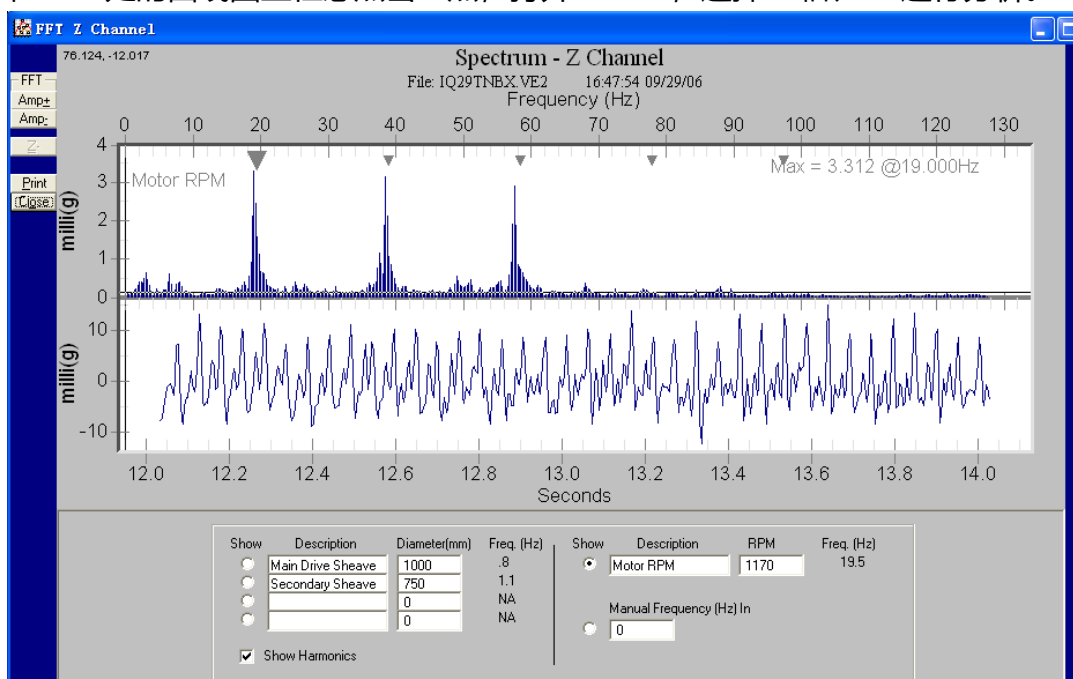 FFT Z Channel
76.124, -12.017
Spectrum - Z Channel
File: IQ29TNBX.VE2 16:47:54 09/29/06
Frequency (Hz)
FFT
Amp+
Amp-
Z-
Print
Close
0 10 20 30 40 50 60 70 80 90 100 110 120 130
4
3
2
1
0
milli(g)
Motor RPM
Max = 3.312 @19.000Hz
10
0
-10
milli(g)
12.0 12.2 12.4 12.6 12.8 13.0 13.2 13.4 13.6 13.8 14.0
Seconds
Show Description Diameter(mm) Freq. (Hz)
Main Drive Sheave 1000 .8
Secondary Sheave 750 1.1
0 NA
0 NA
Show Harmonics
Show Description RPM Freq. (Hz)
Motor RPM 1170 19.5
Manual Frequency (Hz) In
0